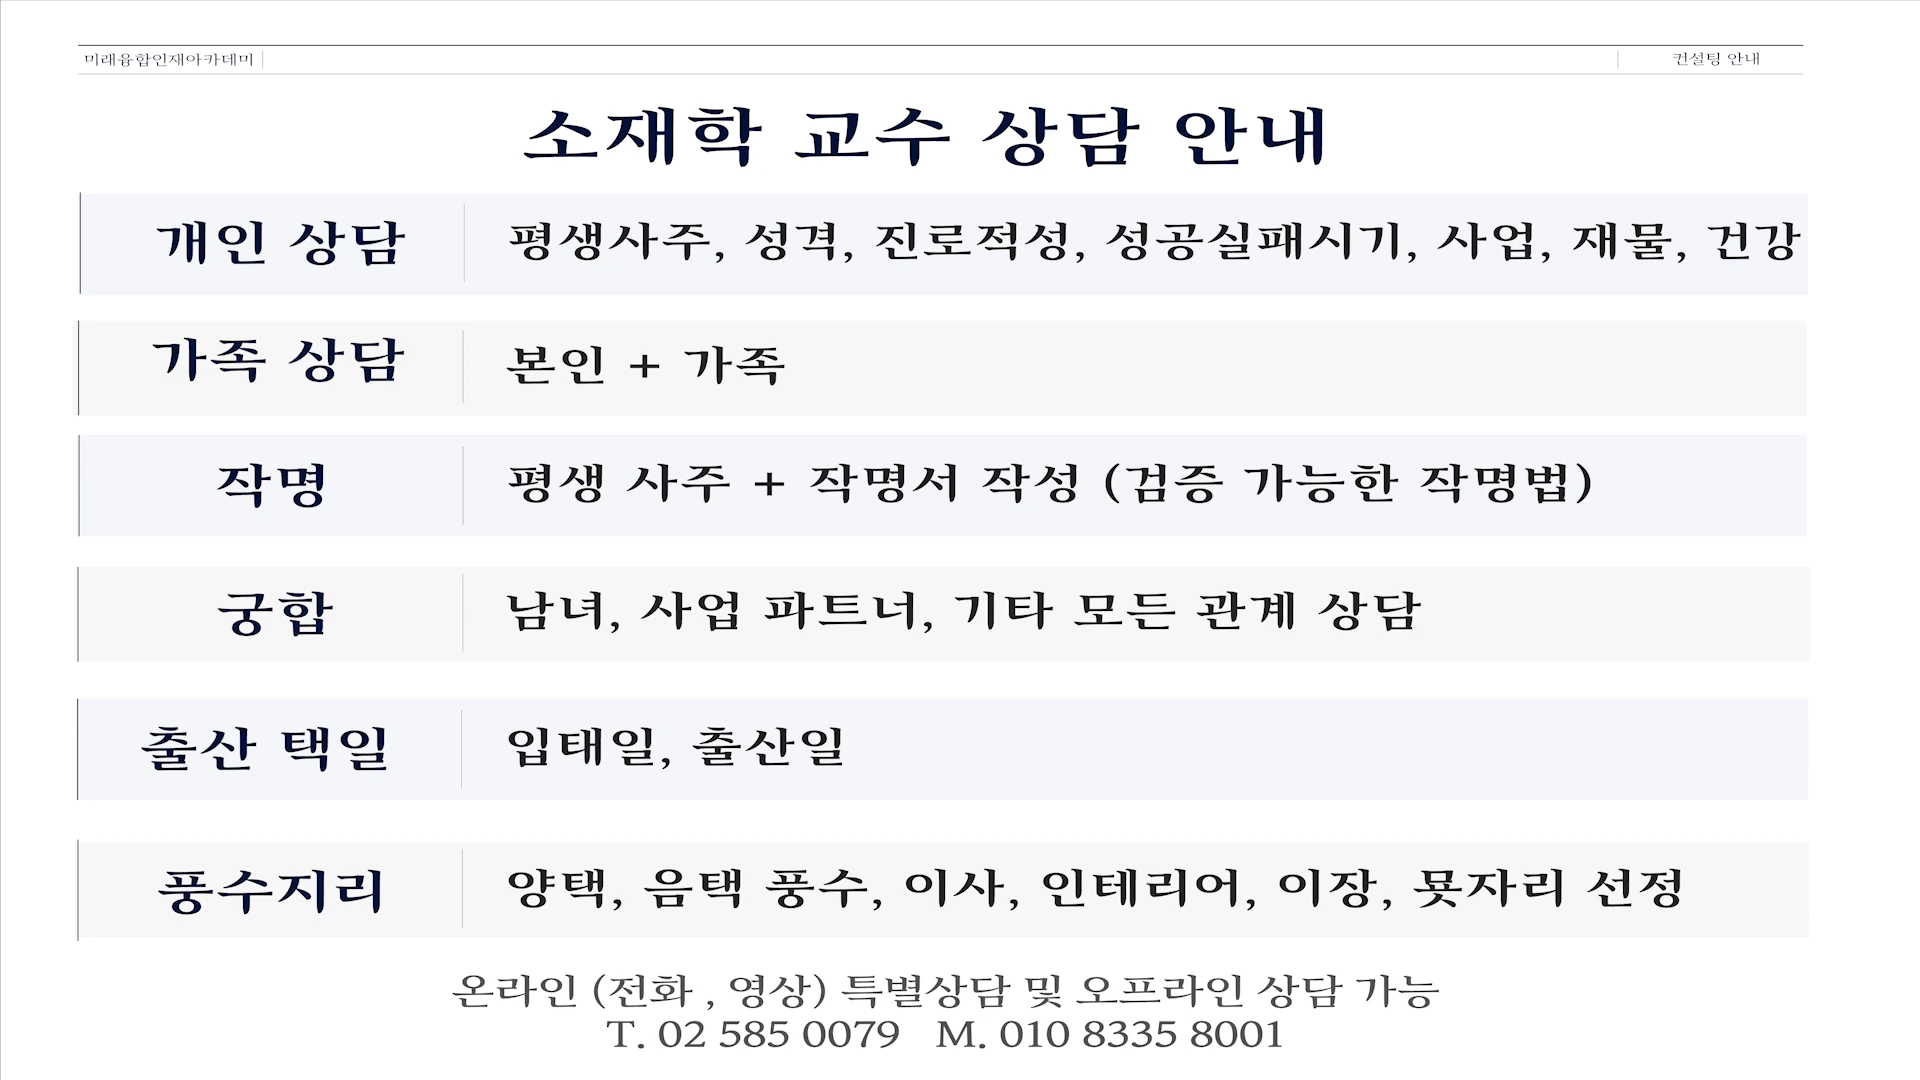 미래융합인재아카데미
컨설팅 안내
소재학 교수 상담 안내
개인 상담
평생사주, 성격, 진로적성, 성공실패시기, 사업, 재물, 건강
가족 상담
본인 + 가족
작명
평생 사주 + 작명서 작성 (검증 가능한 작명법)
궁합
남녀, 사업 파트너, 기타 모든 관계 상담
출산 택일
입태일, 출산일
풍수지리
양택, 음택 풍수, 이사, 인테리어, 이장, 묫자리 선정
온라인 (전화 , 영상) 특별상담 및 오프라인 상담 가능
T. 02 585 0079 M. 010 8335 8001